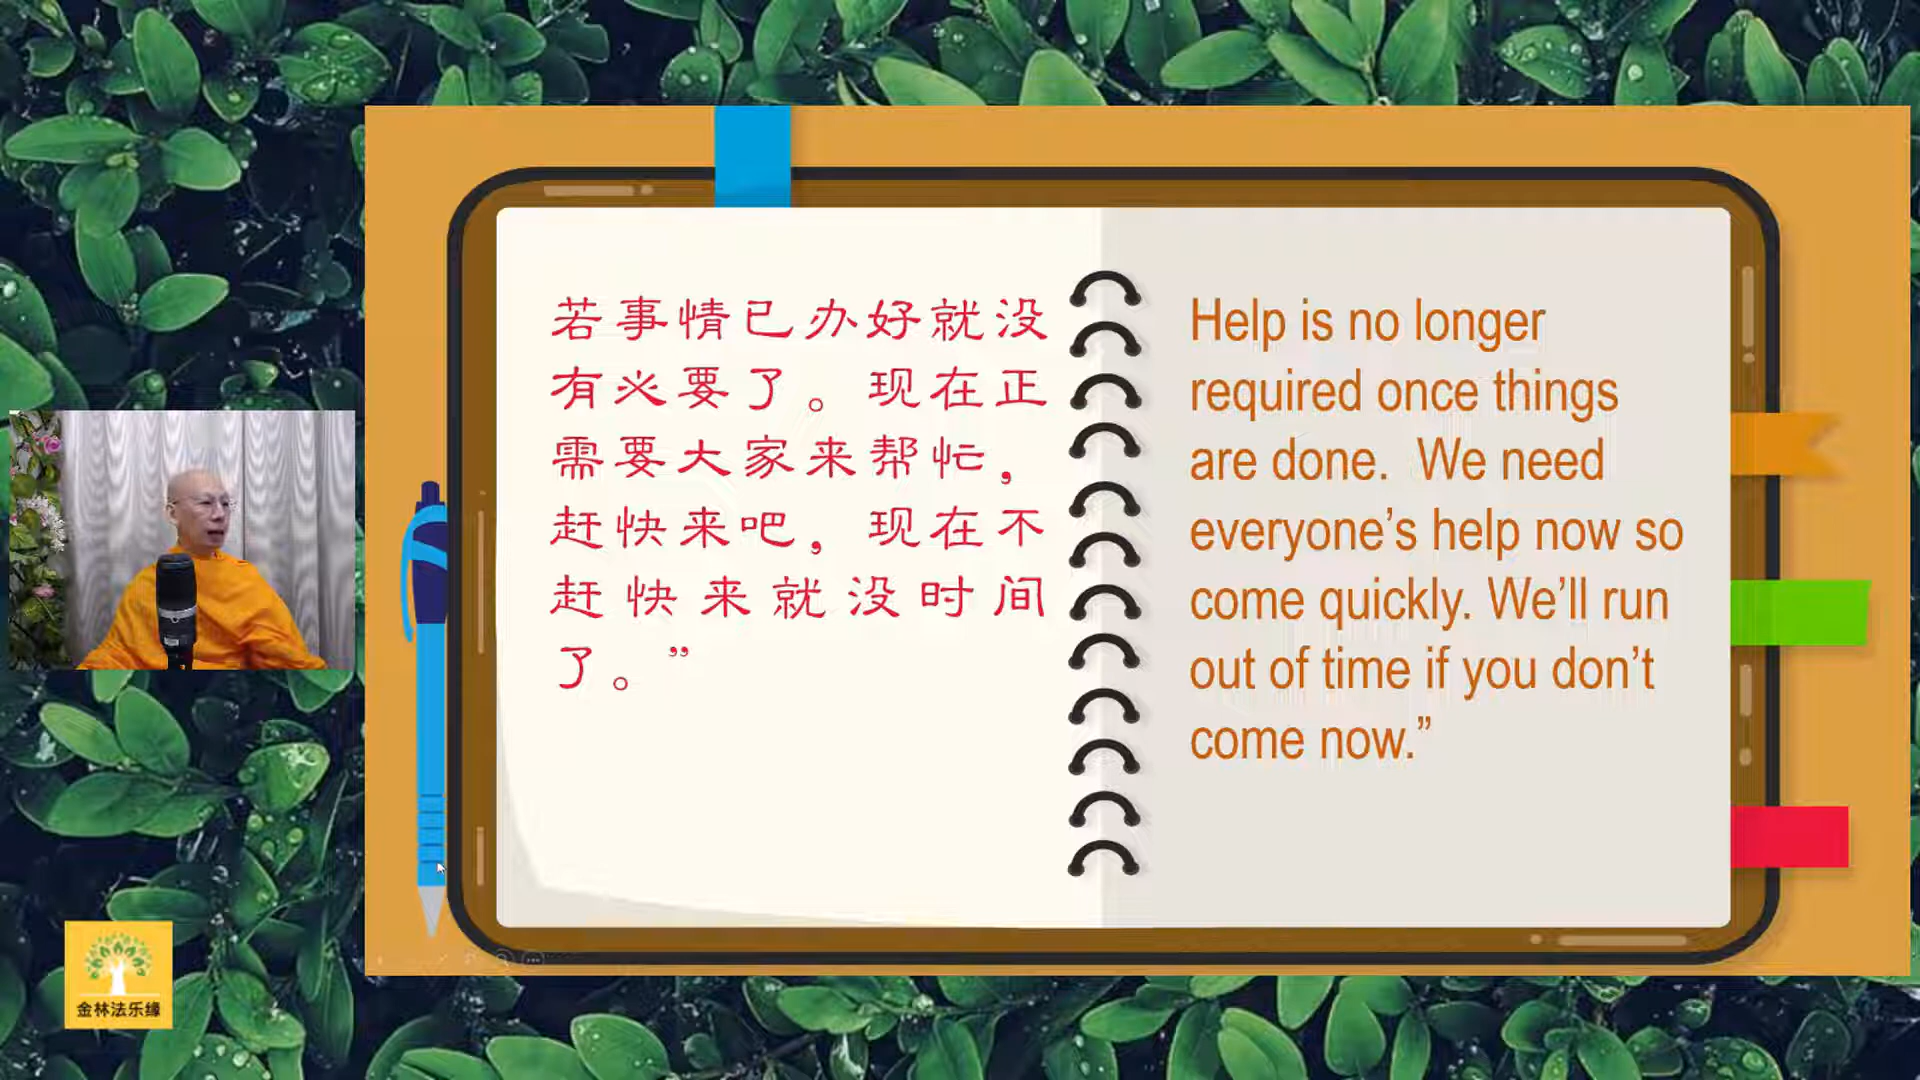 若事情已办好就没
有必要了。现在正
需要大家来帮忙，
赶快来吧，现在不
赶快来就没时间
了。”
Help is no longer
required once things
are done.  We need
everyone’s help now so
come quickly. We’ll run
out of time if you don’t
come now.”
金林法乐缘